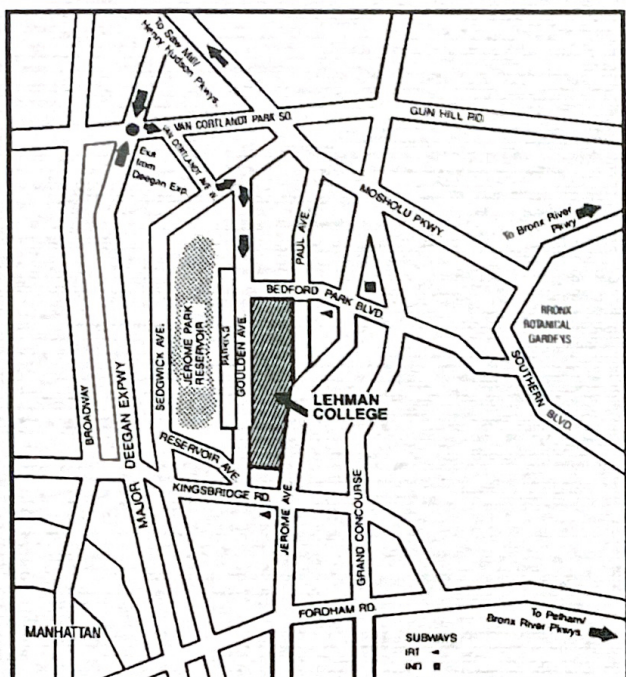 To Saw Mill/
Henry Hudson Pkwys.
VAN CORTLANDT PARK SO.
GUN HILL RD.
VAN CORTLANDT AVE W
Exit
from
Deegan Exp.
MOSHOLU PKWY
To Bronx River
Pkwy
PAUL AVE.
BEDFORD PARK BLVD
BRONX
BOTANICAL
GARDENS
SOUTHERN BLVD.
SEDGWICK AVE.
JEROME PARK
RESERVOIR
PARKING
GOULDEN AVE.
BROADWAY
MAJOR DEEGAN EXPWY
LEHMAN
COLLEGE
RESERVOIR AVE.
KINGSBRIDGE RD.
JEROME AVE.
GRAND CONCOURSE
FORDHAM RD.
MANHATTAN
To Pelham/
Bronx River Pkwys.
SUBWAYS
IRT
IND